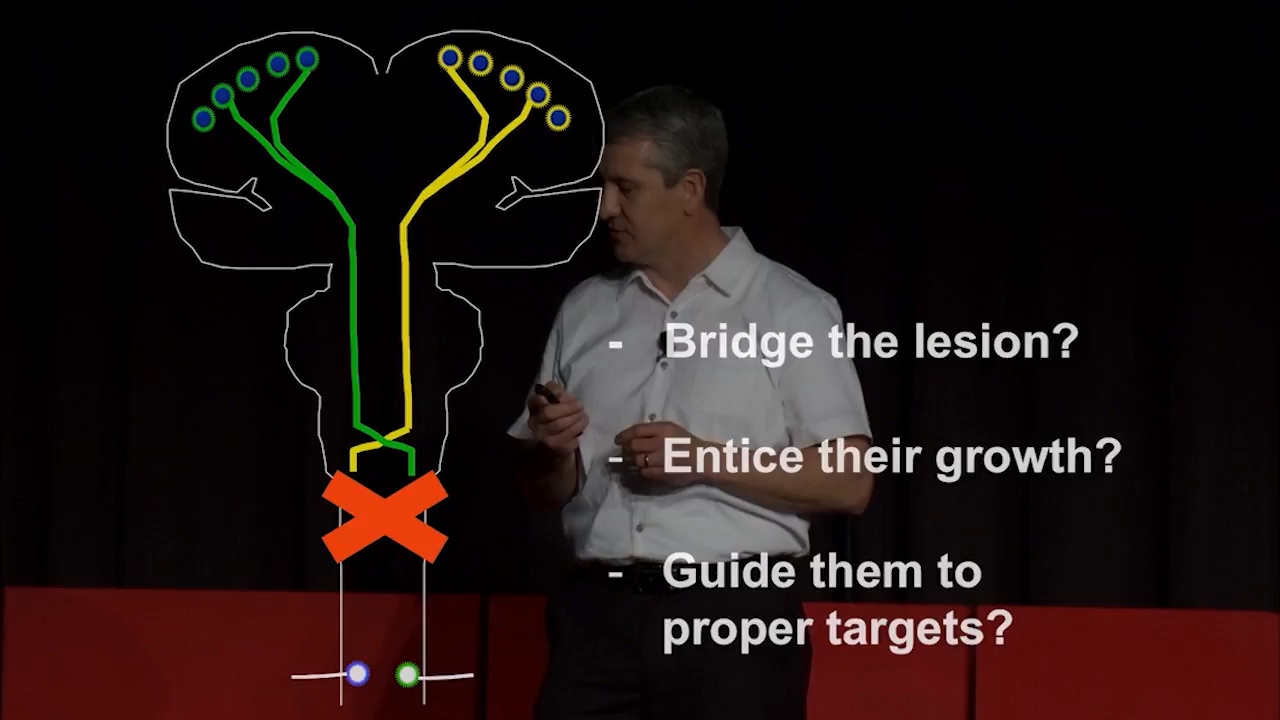 - Bridge the lesion?
- Entice their growth?
- Guide them to
proper targets?